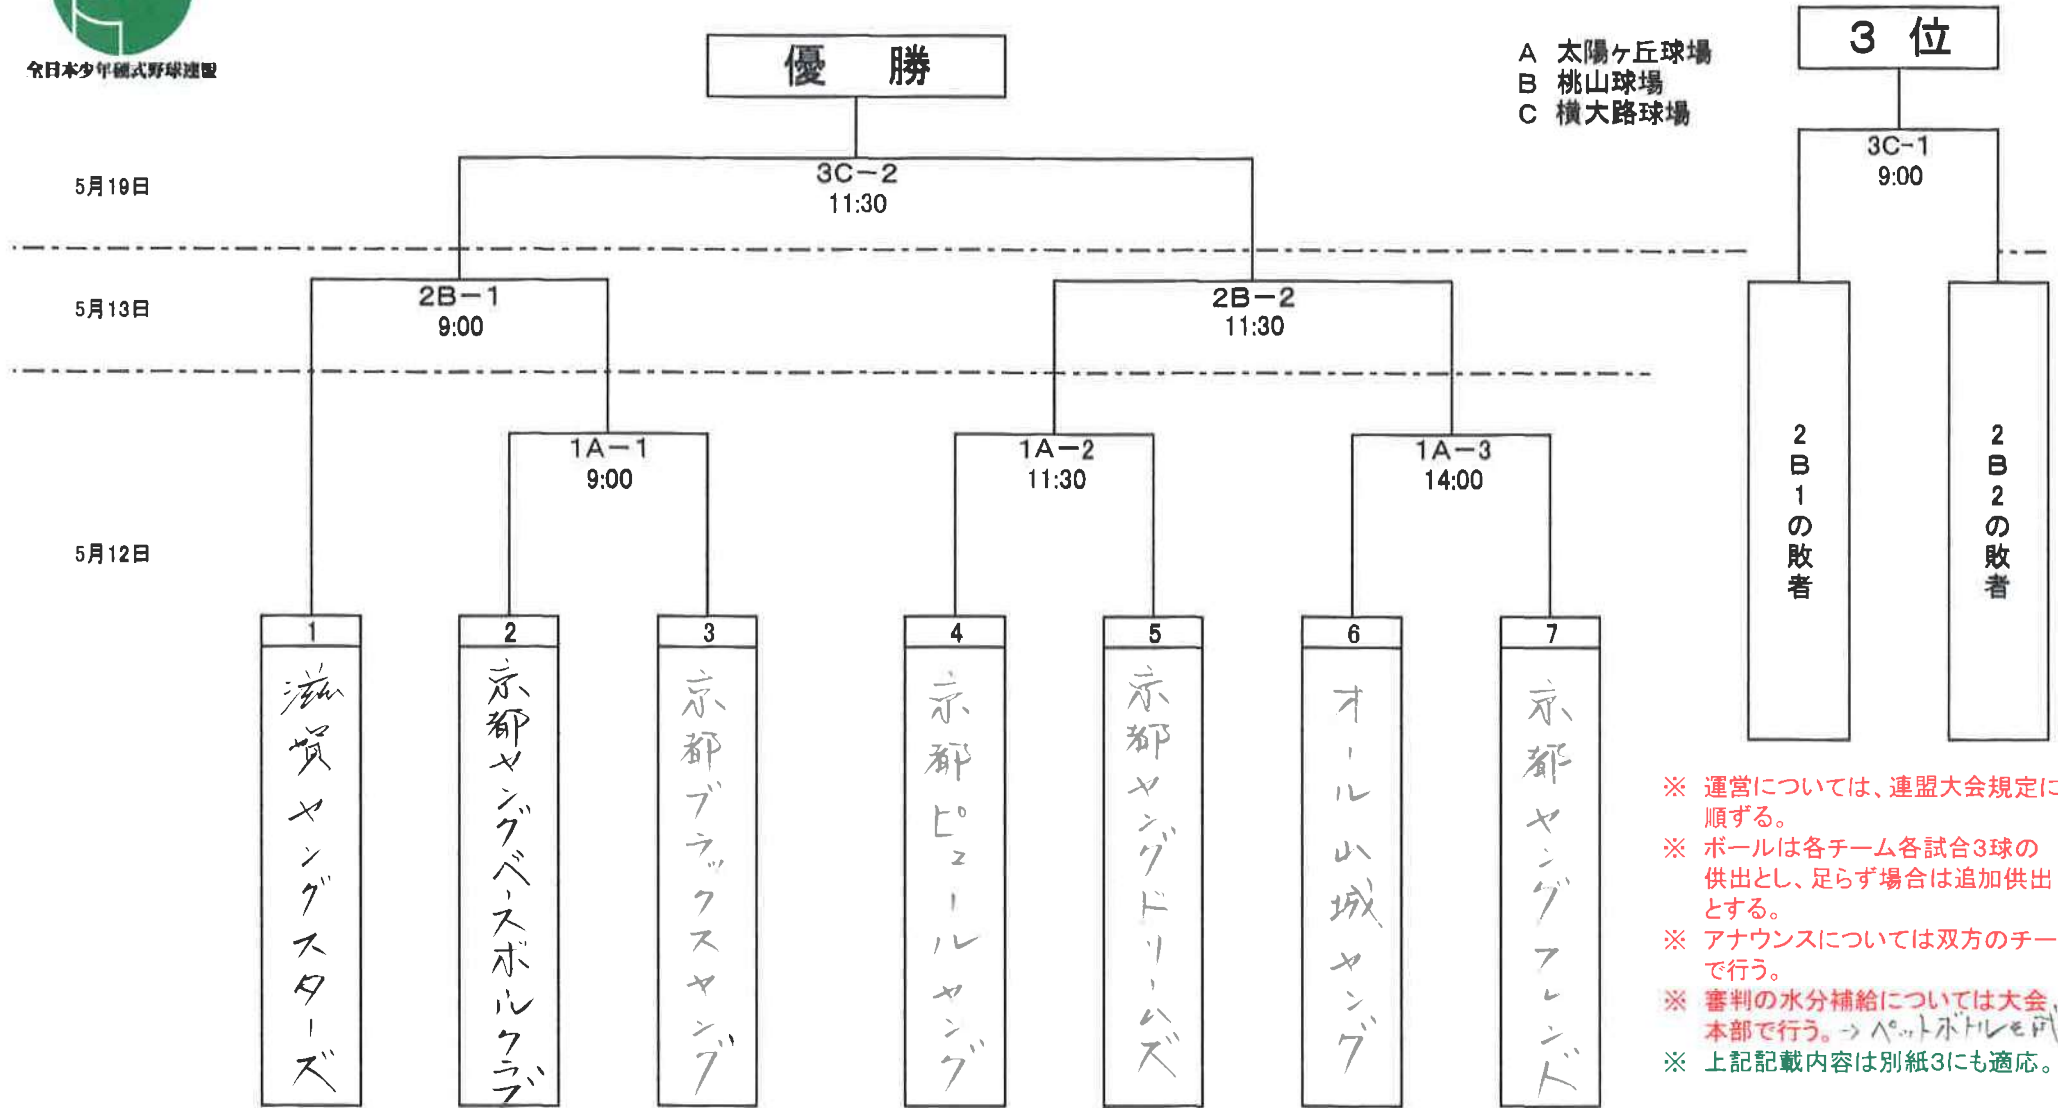 全日本少年硬式野球連盟
優 勝
A 太陽ヶ丘球場
B 桃山球場
C 横大路球場
3 位
5月19日
3C-2
11:30
3C-1
9:00
5月13日
2B-1
9:00
2B-2
11:30
5月12日
1A-1
9:00
1A-2
11:30
1A-3
14:00
2B1の敗者
2B2の敗者
1
滋賀ヤングスターズ
2
京都ヤングベースボルクラブ
3
京都ブラックスヤング
4
京都ピュールヤング
5
京都ヤングドリームズ
6
オール山城ヤング
7
京都ヤングフレンド
※ 運営については、連盟大会規定に
順ずる。
※ ボールは各チーム各試合3球の
供出とし、足らず場合は追加供出
とする。
※ アナウンスについては双方のチー
で行う。
※ 審判の水分補給については大会
本部で行う。→ペットボトルを
※ 上記記載内容は別紙3にも適応。